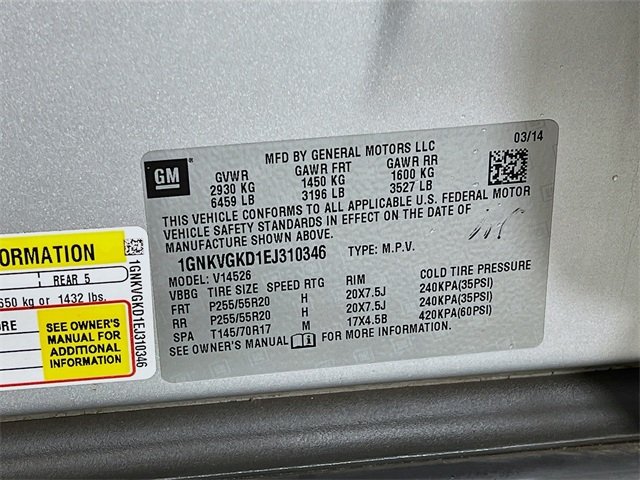 03/14
GM
MFD BY GENERAL MOTORS LLC
GVWR GAWR FRT GAWR RR
2930 KG 1450 KG 1600 KG
6459 LB 3196 LB 3527 LB
THIS VEHICLE CONFORMS TO ALL APPLICABLE U.S. FEDERAL MOTOR
VEHICLE SAFETY STANDARDS IN EFFECT ON THE DATE OF
MANUFACTURE SHOWN ABOVE.
1GNKVGKD1EJ310346 TYPE: M.P.V.
MODEL: V14526
VBBG TIRE SIZE SPEED RTG RIM COLD TIRE PRESSURE
FRT P255/55R20 H 20X7.5J 240KPA(35PSI)
RR P255/55R20 H 20X7.5J 240KPA(35PSI)
SPA T145/70R17 M 17X4.5B 420KPA(60PSI)
SEE OWNER'S MANUAL FOR MORE INFORMATION.
FORMATION
REAR 5
650 kg or 1432 lbs.
SEE OWNER'S
MANUAL FOR
ADDITIONAL
INFORMATION
1GNKVGKD1EJ310346